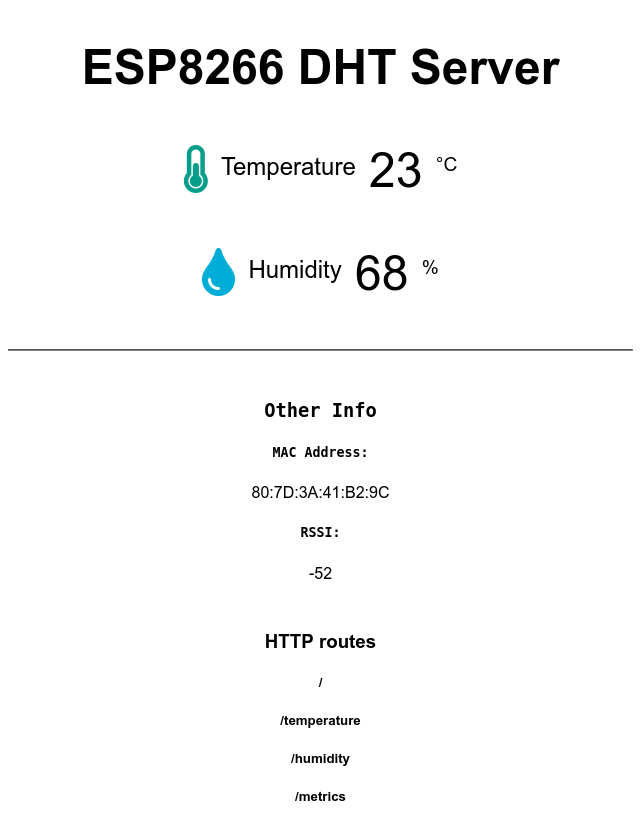 ESP8266 DHT Server
Temperature 23 °C
Humidity 68 %
Other Info
MAC Address:
80:7D:3A:41:B2:9C
RSSI:
-52
HTTP routes
/
/temperature
/humidity
/metrics